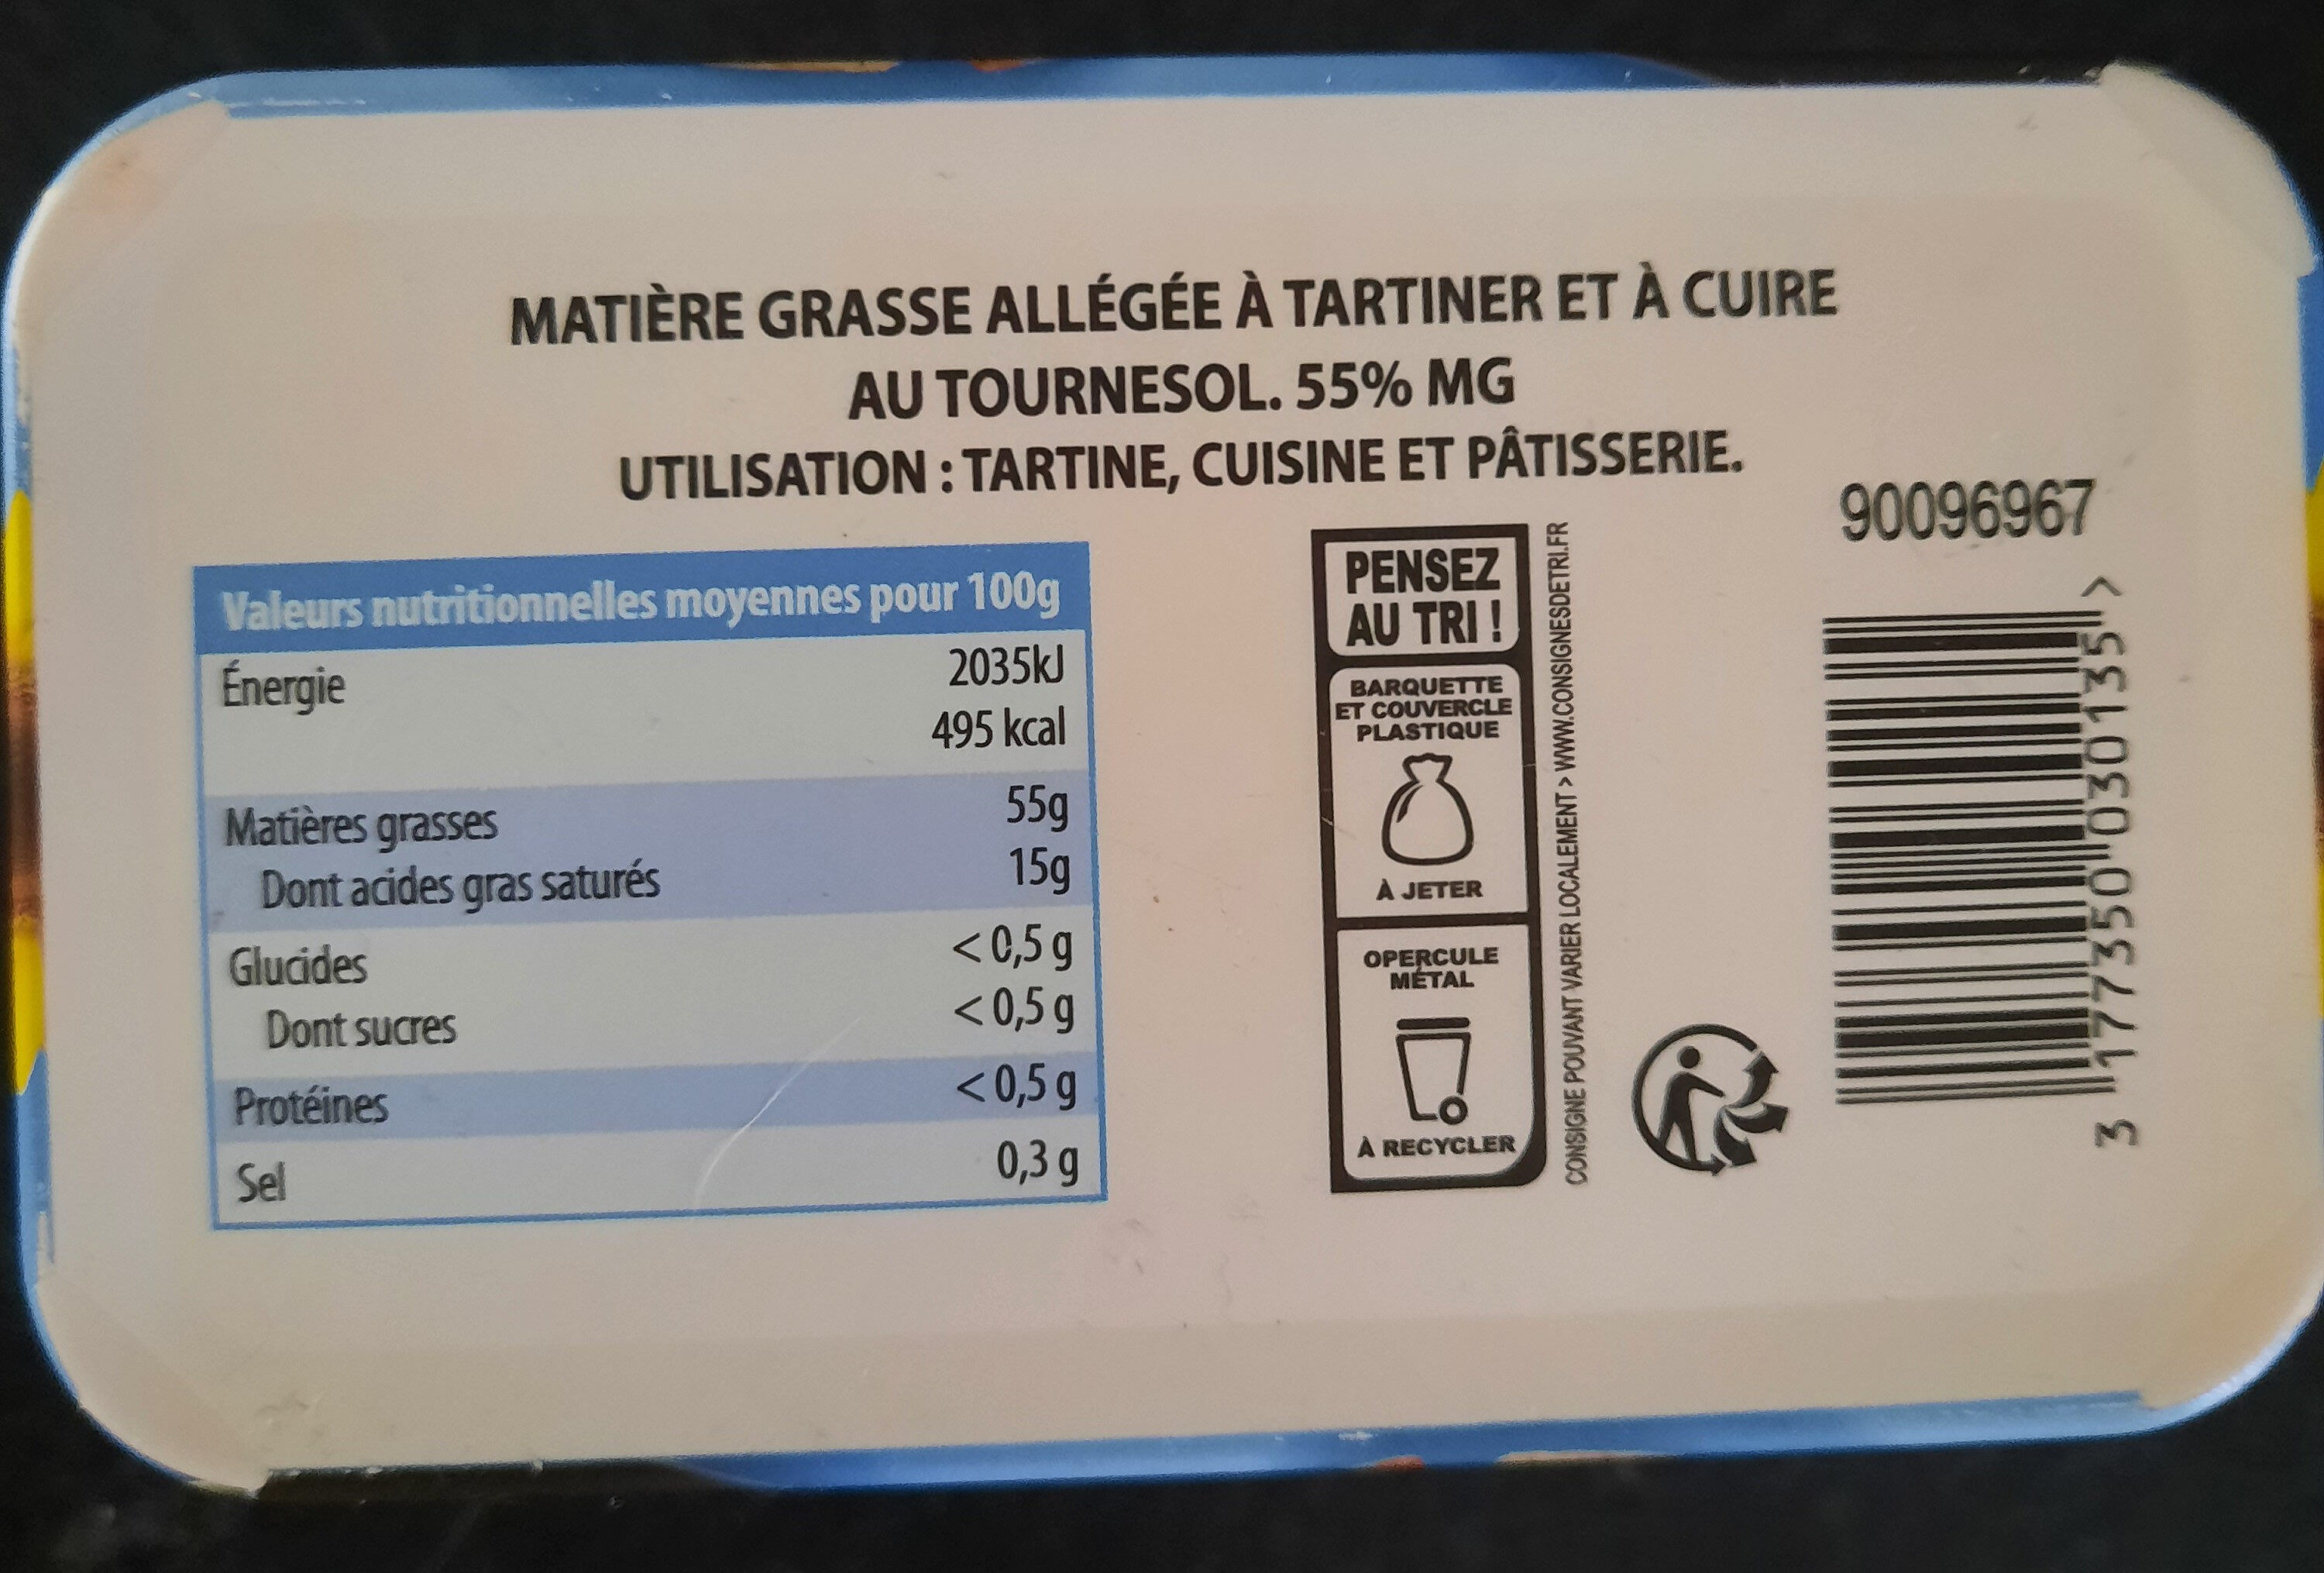 MATIÈRE GRASSE ALLÉGÉE À TARTINER ET À CUIRE
AU TOURNESOL. 55% MG
UTILISATION : TARTINE, CUISINE ET PÂTISSERIE.
Valeurs nutritionnelles moyennes pour 100g
Énergie 2035kJ
495 kcal
Matières grasses 55g
Dont acides gras saturés 15g
Glucides < 0,5 g
Dont sucres < 0,5 g
Protéines < 0,5 g
Sel 0,3 g
PENSEZ
AU TRI !
BARQUETTE
ET COUVERCLE
PLASTIQUE
À JETER
OPERCULE
MÉTAL
À RECYCLER
CONSIGNE POUVANT VARIER LOCALEMENT > WWW.CONSIGNESDETRI.FR
90096967
3 177350 030135 >